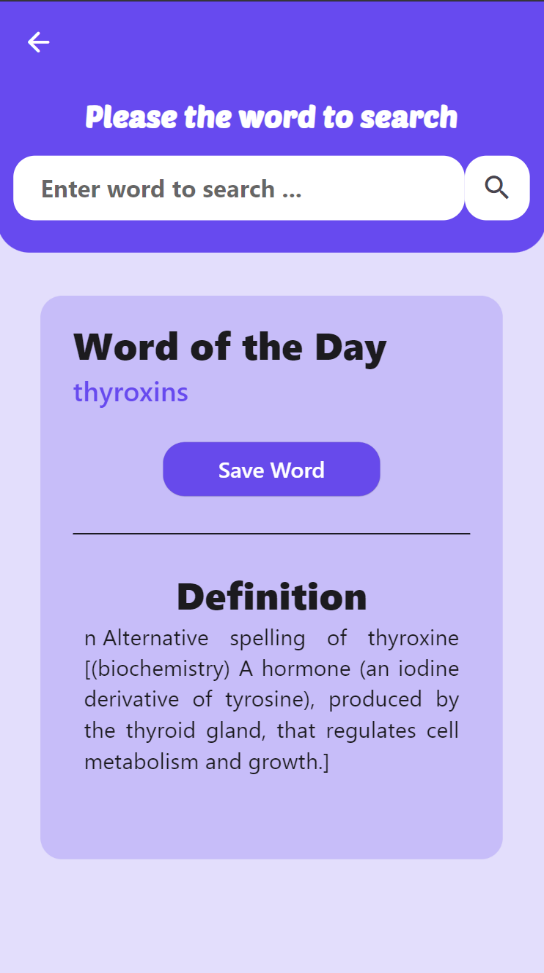 Please the word to search
Enter word to search ...
Word of the Day
thyroxins
Save Word
Definition
n Alternative spelling of thyroxine
[(biochemistry) A hormone (an iodine
derivative of tyrosine), produced by
the thyroid gland, that regulates cell
metabolism and growth.]